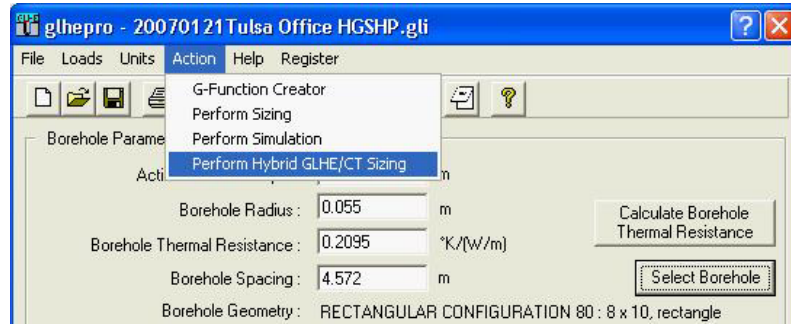 glhepro - 20070121Tulsa Office HGSHP.gli
File Loads Units Action Help Register
G-Function Creator
Perform Sizing
Perform Simulation
Perform Hybrid GLHE/CT Sizing
Borehole Parame
Acti m
Borehole Radius : 0.055 m
Calculate Borehole Thermal Resistance
Borehole Thermal Resistance : 0.2095 °K/(W/m)
Borehole Spacing : 4.572 m
Select Borehole
Borehole Geometry : RECTANGULAR CONFIGURATION 80 : 8 x 10, rectangle